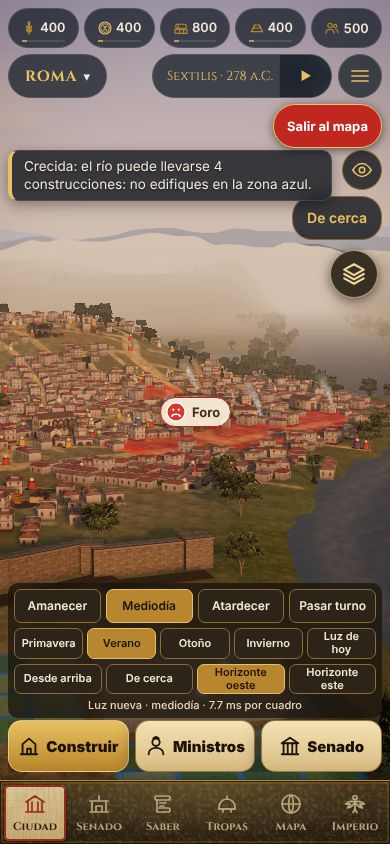 400 400 800 400 500
ROMA ▾ SEXTILIS · 278 A.C.
Salir al mapa
Crecida: el río puede llevarse 4
construcciones: no edifiques en la zona azul.
De cerca
Foro
Amanecer Mediodía Atardecer Pasar turno
Primavera Verano Otoño Invierno Luz de
hoy
Desde arriba De cerca Horizonte
oeste Horizonte
este
Luz nueva · mediodía · 7.7 ms por cuadro
Construir Ministros Senado
CIUDAD SENADO SABER TROPAS MAPA IMPERIO